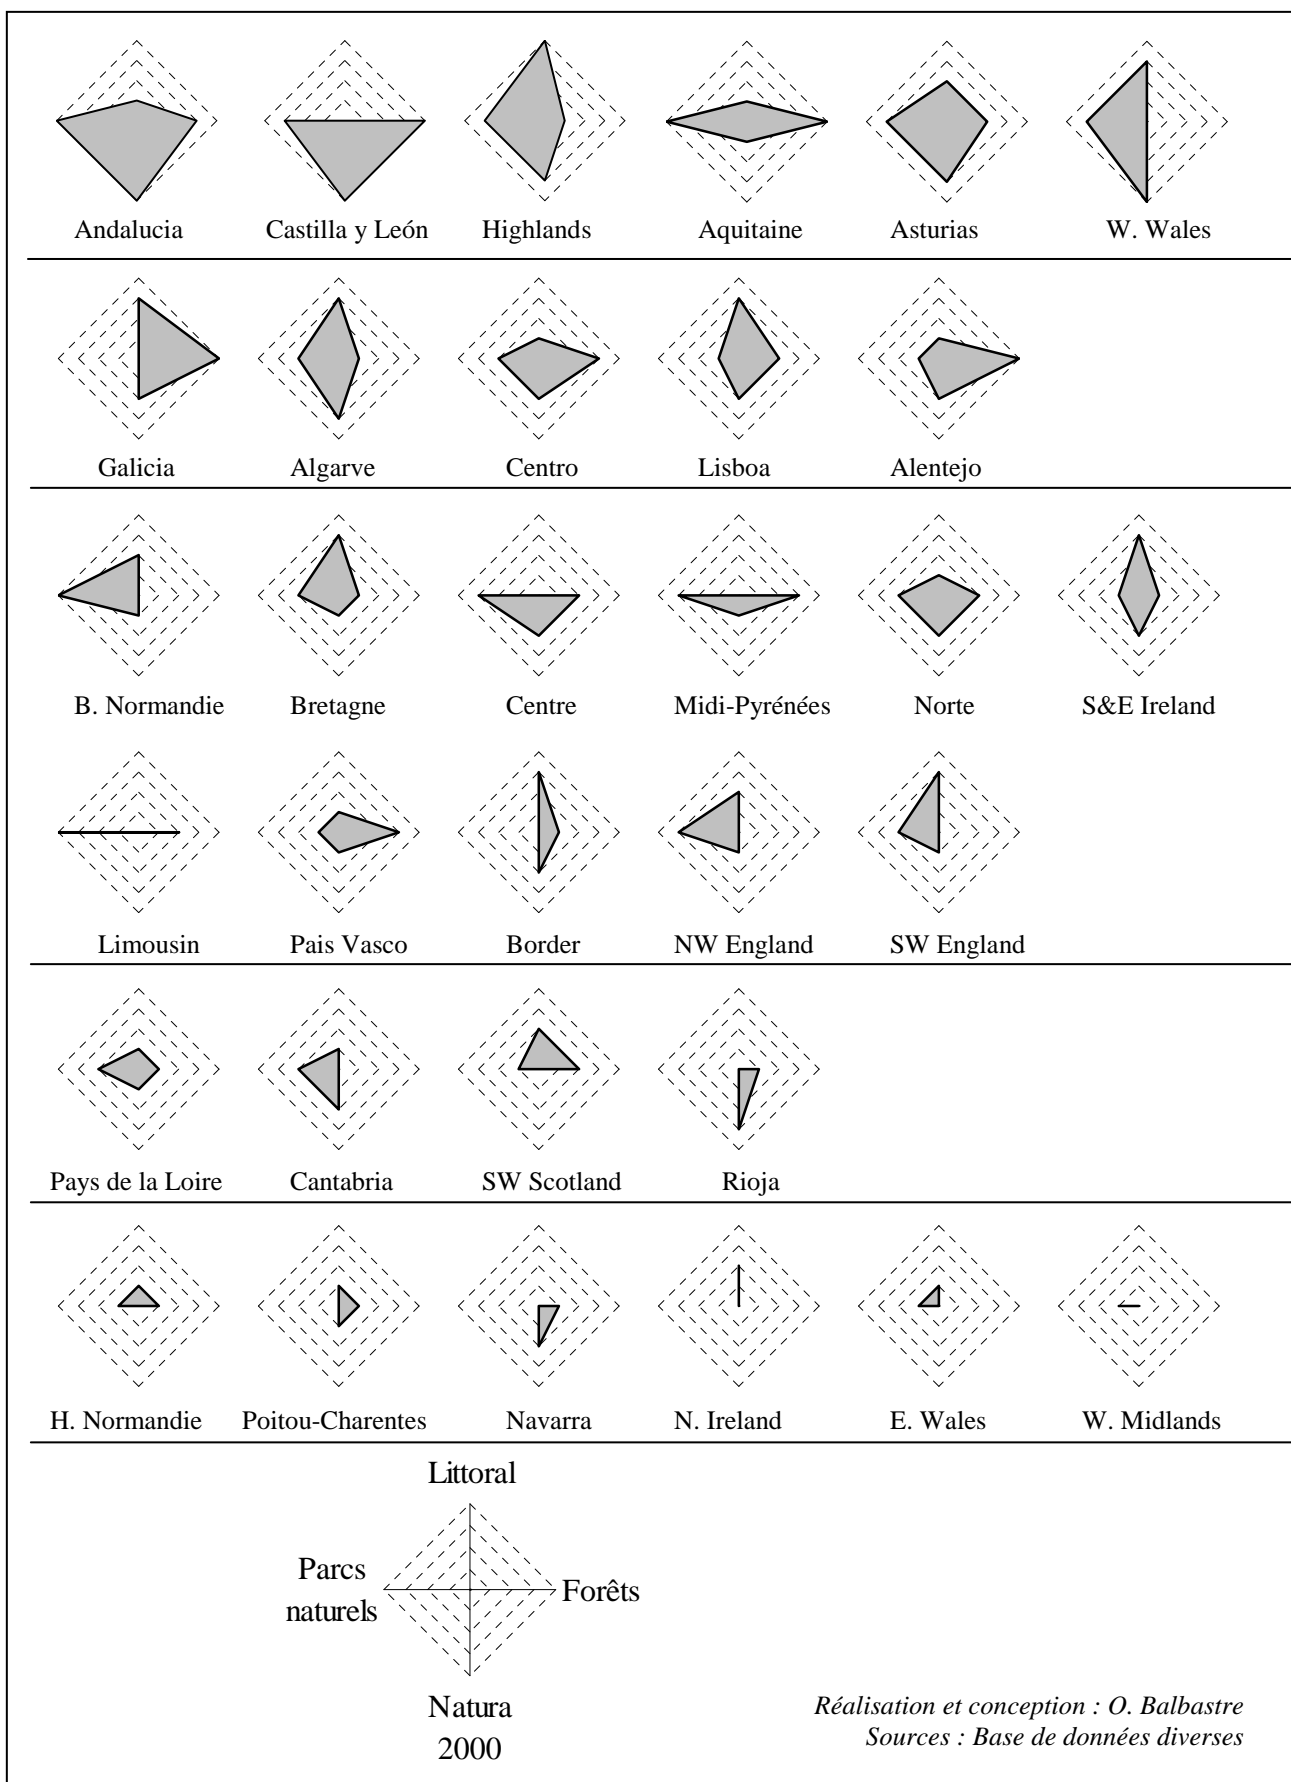 Andalucia Castilla y León Highlands Aquitaine Asturias W. Wales
Galicia Algarve Centro Lisboa Alentejo
B. Normandie Bretagne Centre Midi-Pyrénées Norte S&E Ireland
Limousin Pais Vasco Border NW England SW England
Pays de la Loire Cantabria SW Scotland Rioja
H. Normandie Poitou-Charentes Navarra N. Ireland E. Wales W. Midlands
Littoral
Parcs
naturels
Forêts
Natura
2000
Réalisation et conception : O. Balbastre
Sources : Base de données diverses